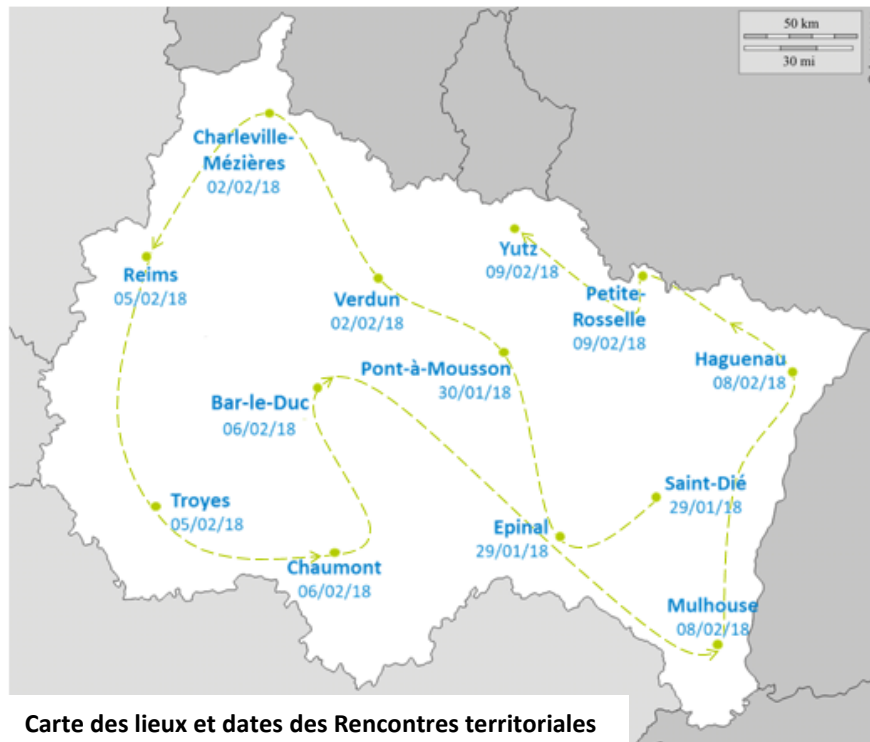 50 km
30 mi
Charleville-
Mézières
02/02/18
Reims
05/02/18
Verdun
02/02/18
Yutz
09/02/18
Petite-
Rosselle
09/02/18
Haguenau
08/02/18
Pont-à-Mousson
30/01/18
Bar-le-Duc
06/02/18
Troyes
05/02/18
Chaumont
06/02/18
Epinal
29/01/18
Saint-Dié
29/01/18
Mulhouse
08/02/18
Carte des lieux et dates des Rencontres territoriales